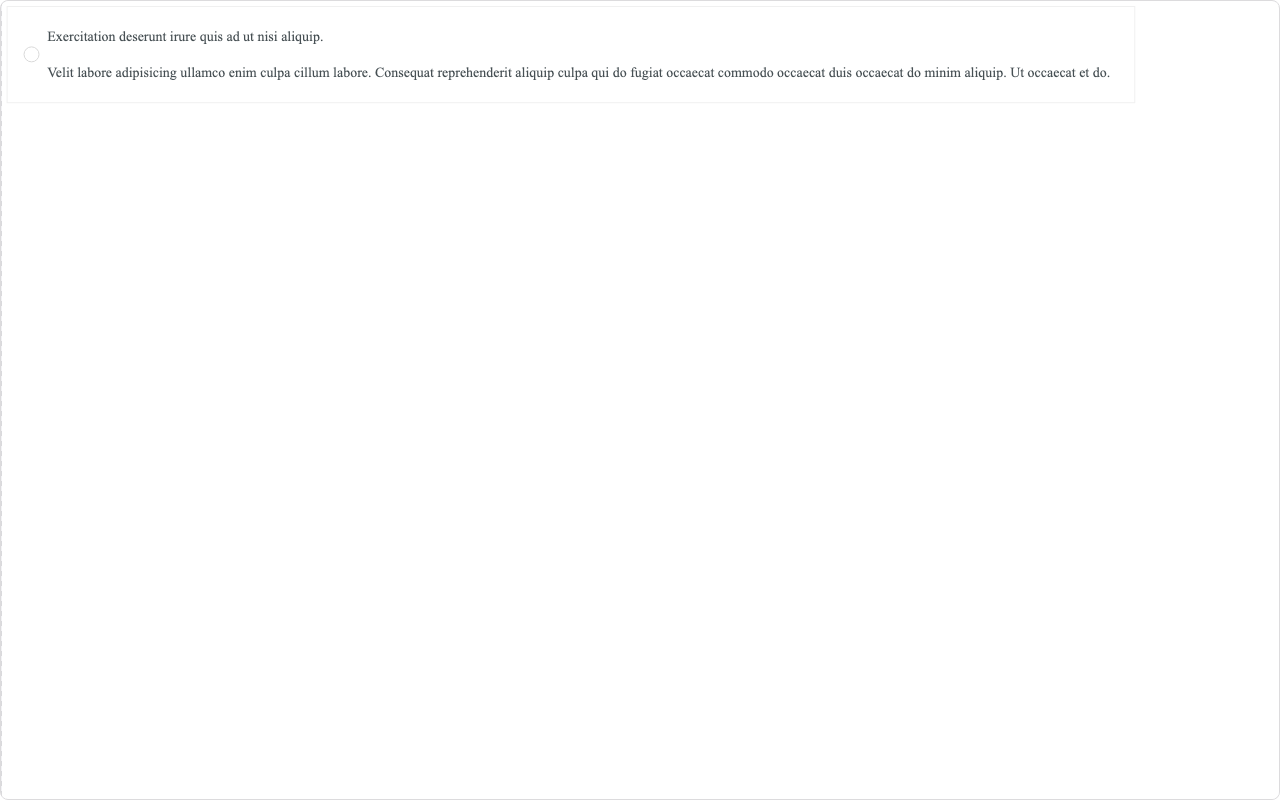 Exercitation deserunt irure quis ad ut nisi aliquip.
Velit labore adipisicing ullamco enim culpa cillum labore. Consequat reprehenderit aliquip culpa qui do fugiat occaecat commodo occaecat duis occaecat do minim aliquip. Ut occaecat et do.